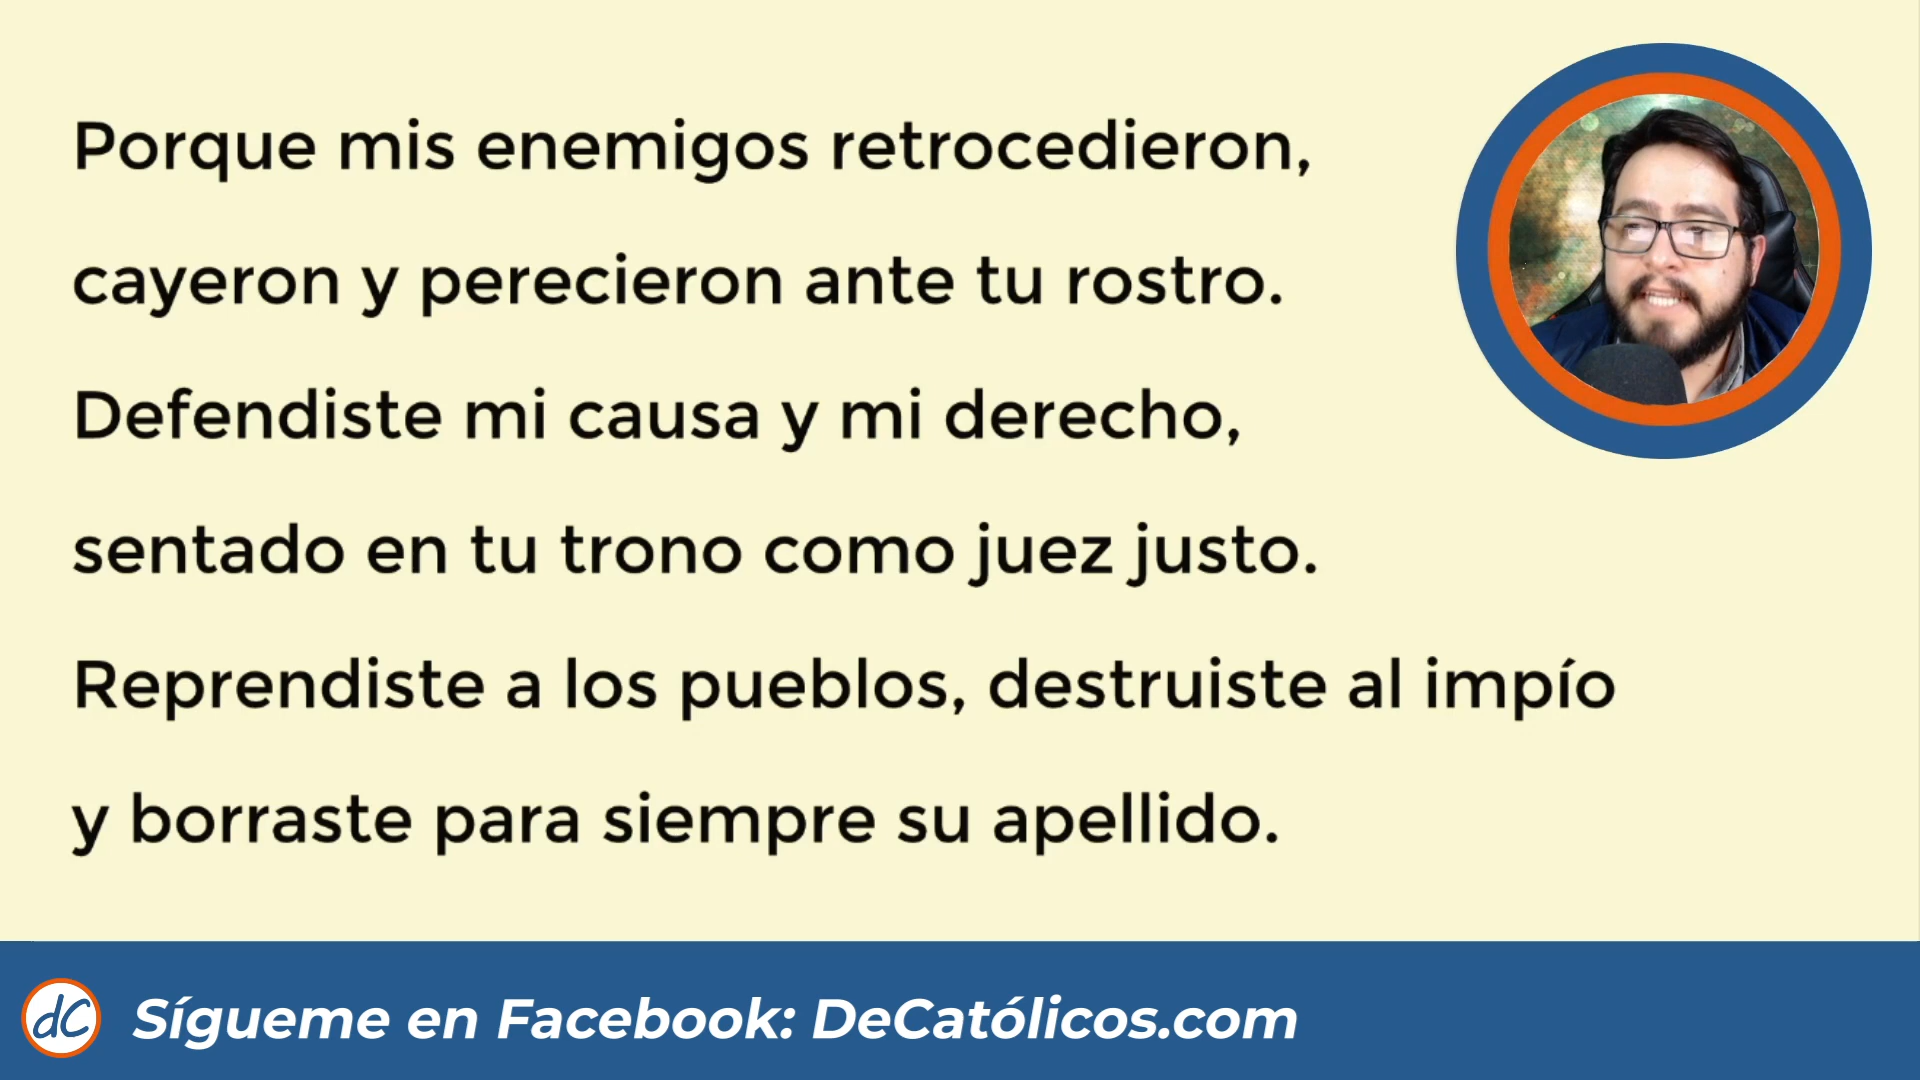 Porque mis enemigos retrocedieron,
cayeron y perecieron ante tu rostro.
Defendiste mi causa y mi derecho,
sentado en tu trono como juez justo.
Reprendiste a los pueblos, destruiste al impío
y borraste para siempre su apellido.
dC Sígueme en Facebook: DeCatólicos.com